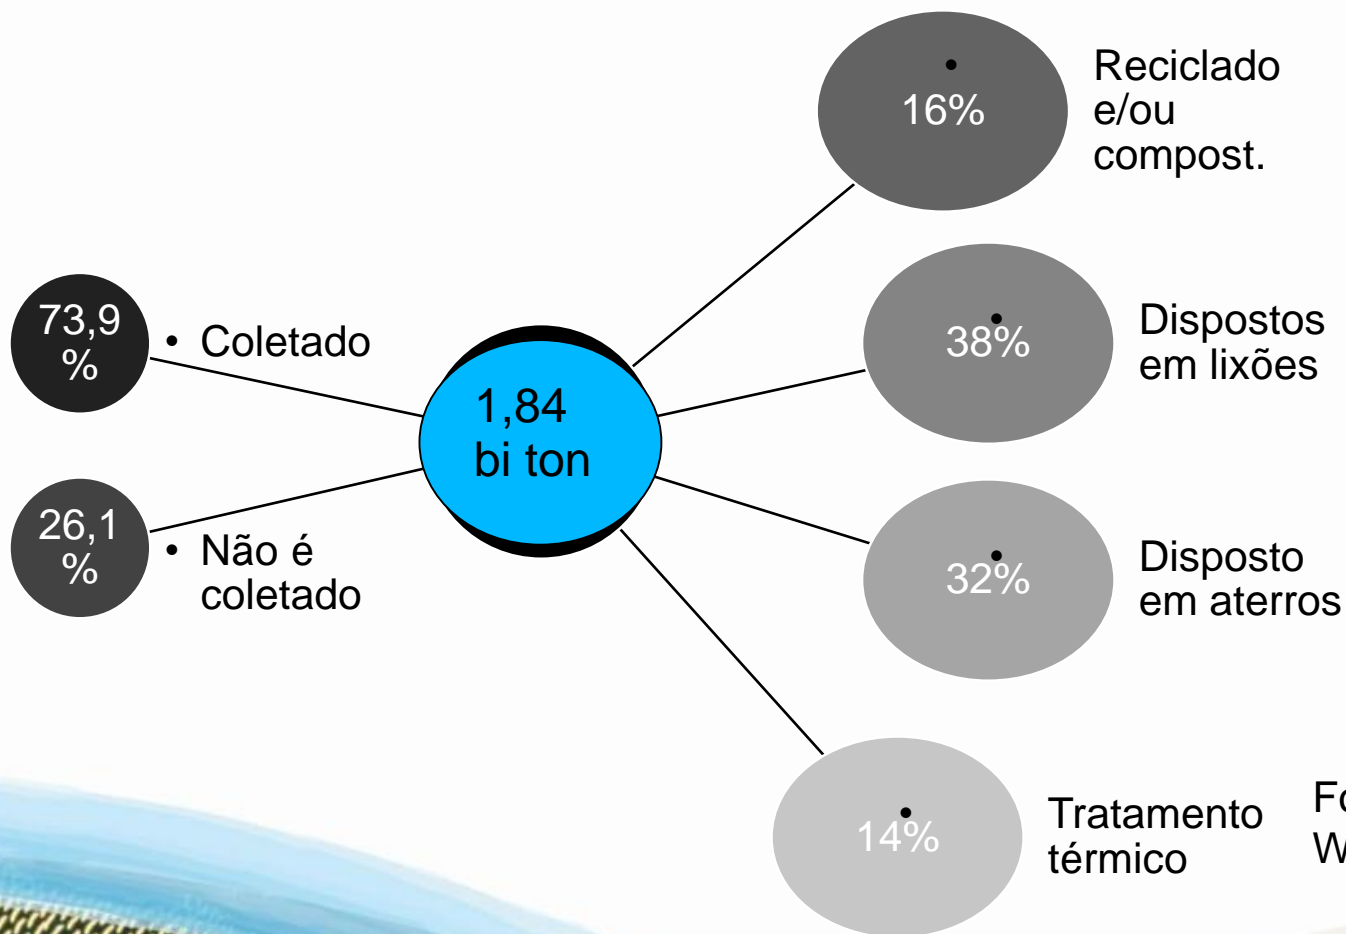 73,9
%
• Coletado
26,1
%
• Não é
coletado
1,84
bi ton
•
16%
Reciclado
e/ou
compost.
•
38%
Dispostos
em lixões
•
32%
Disposto
em aterros
•
14%
Tratamento
térmico